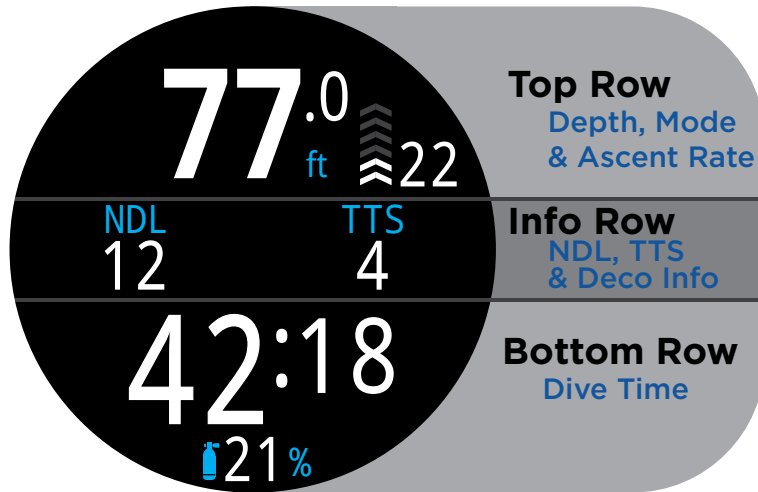 77.0
ft
22
Top Row
Depth, Mode
& Ascent Rate
NDL
TTS
12
4
Info Row
NDL, TTS
& Deco Info
42:18
21%
Bottom Row
Dive Time